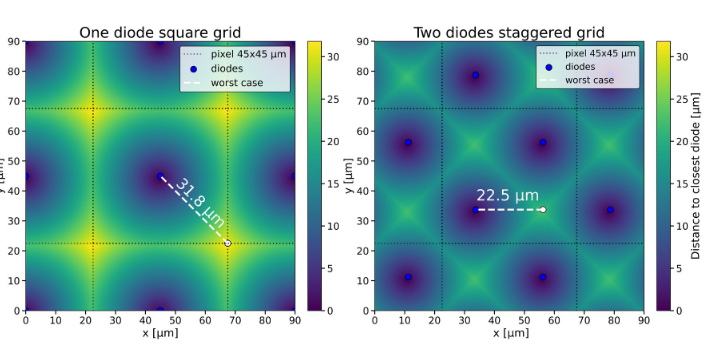 One diode square grid
Two diodes staggered grid
pixel 45x45 μm
diodes
worst case
31.8 μm
90
80
70
60
50
40
30
20
10
0
0 10 20 30 40 50 60 70 80 90
x [μm]
y [μm]
30
25
20
15
10
5
0
pixel 45x45 μm
diodes
worst case
22.5 μm
90
80
70
60
50
40
30
20
10
0
0 10 20 30 40 50 60 70 80 90
x [μm]
y [μm]
30
25
20
15
10
5
0
Distance to closest diode [μm]